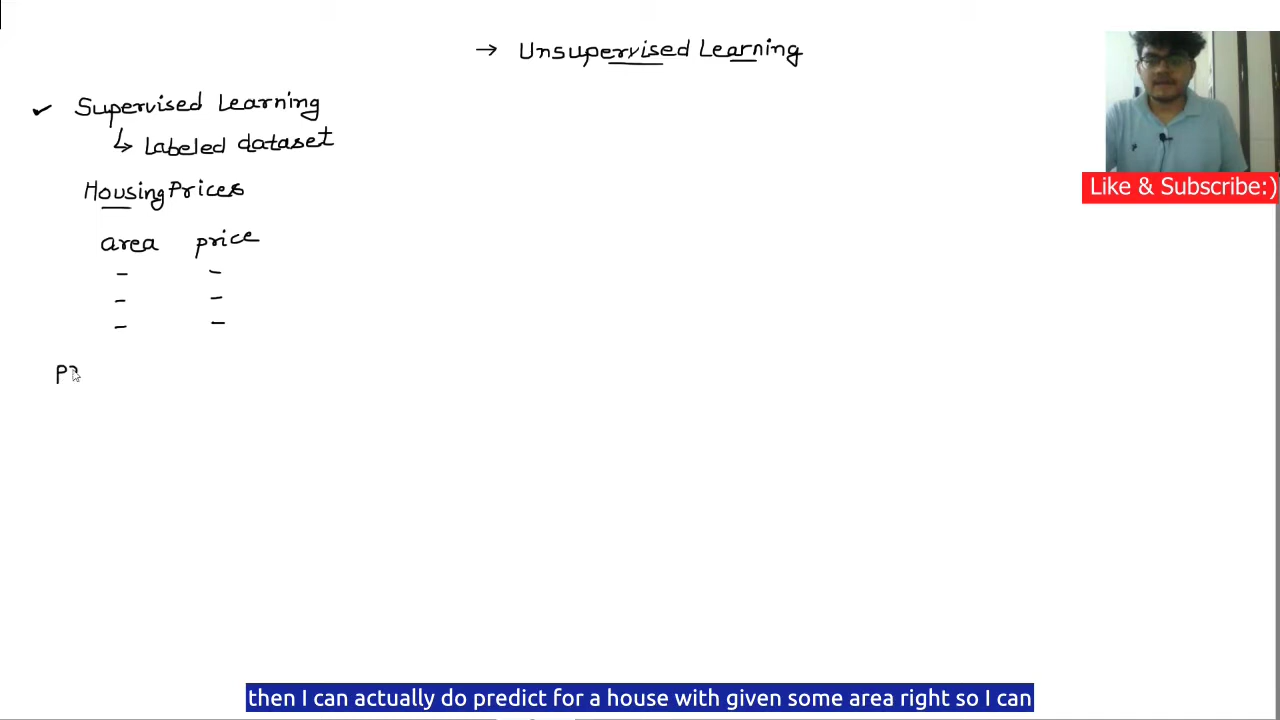 → Unsupervised Learning
✓ Supervised Learning
↳ Labeled dataset
Housing Prices
area price
- -
- -
- -
Like & Subscribe:)
then I can actually do predict for a house with given some area right so I can